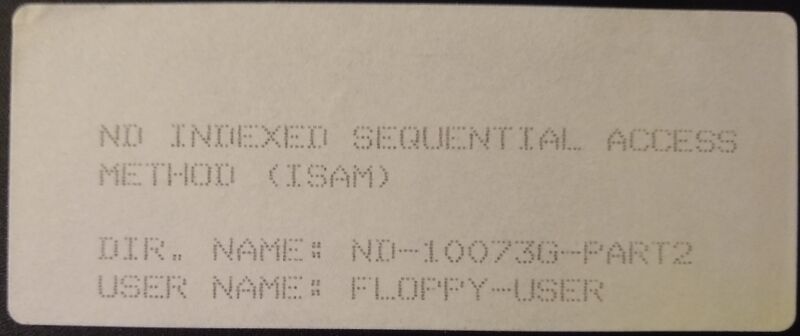 ND INDEXED SEQUENTIAL ACCESS
METHOD (ISAM)
DIR. NAME: ND-10073G-PART2
USER NAME: FLOPPY-USER